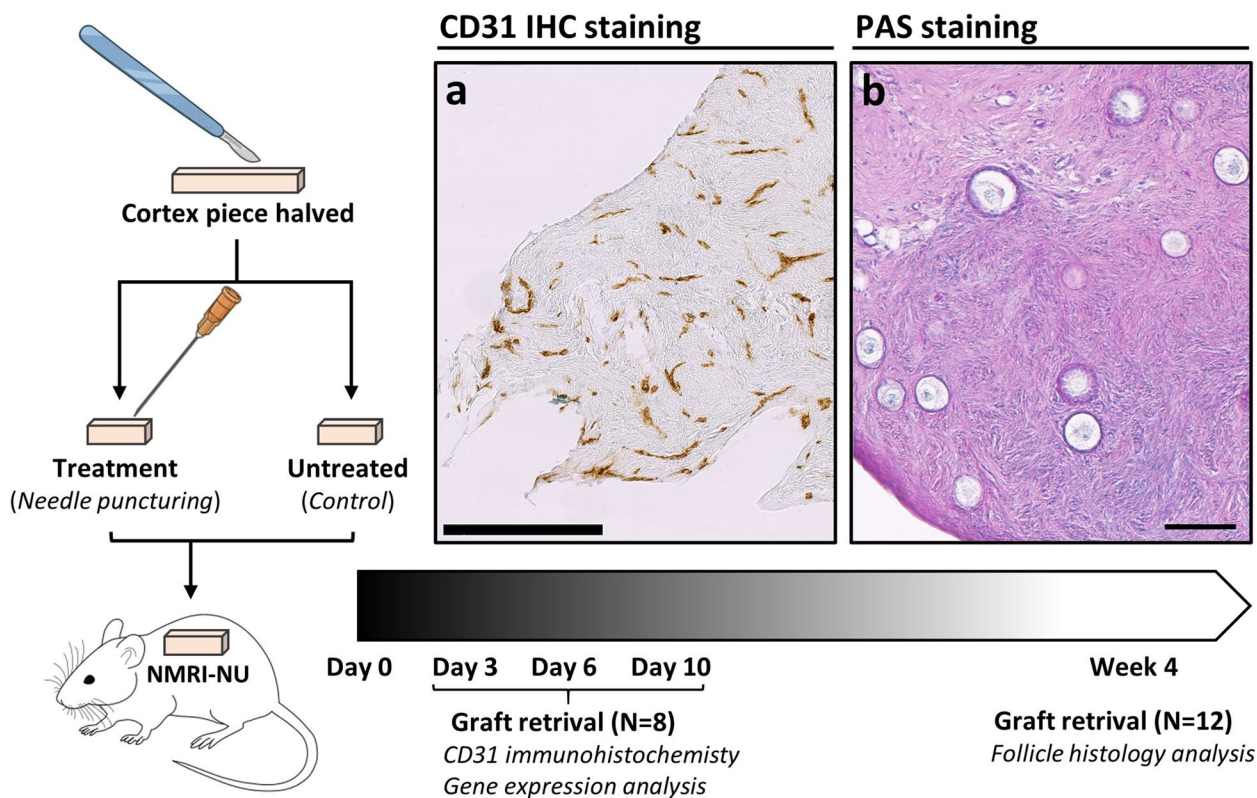 CD31 IHC staining
PAS staining
a
b
Cortex piece halved
Treatment
(Needle puncturing)
Untreated
(Control)
NMRI-NU
Day 0
Day 3
Day 6
Day 10
Week 4
Graft retrival (N=8)
CD31 immunohistochemisty
Gene expression analysis
Graft retrival (N=12)
Follicle histology analysis